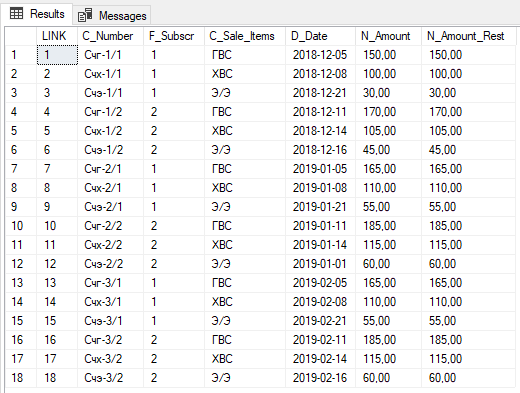 Results Messages
LINK C_Number F_Subscr C_Sale_Items D_Date N_Amount N_Amount_Rest
1 1 Счг-1/1 1 ГВС 2018-12-05 150,00 150,00
2 2 Счх-1/1 1 ХВС 2018-12-08 100,00 100,00
3 3 Счэ-1/1 1 Э/Э 2018-12-21 30,00 30,00
4 4 Счг-1/2 2 ГВС 2018-12-11 170,00 170,00
5 5 Счх-1/2 2 ХВС 2018-12-14 105,00 105,00
6 6 Счэ-1/2 2 Э/Э 2018-12-16 45,00 45,00
7 7 Счг-2/1 1 ГВС 2019-01-05 165,00 165,00
8 8 Счх-2/1 1 ХВС 2019-01-08 110,00 110,00
9 9 Счэ-2/1 1 Э/Э 2019-01-21 55,00 55,00
10 10 Счг-2/2 2 ГВС 2019-01-11 185,00 185,00
11 11 Счх-2/2 2 ХВС 2019-01-14 115,00 115,00
12 12 Счэ-2/2 2 Э/Э 2019-01-01 60,00 60,00
13 13 Счг-3/1 1 ГВС 2019-02-05 165,00 165,00
14 14 Счх-3/1 1 ХВС 2019-02-08 110,00 110,00
15 15 Счэ-3/1 1 Э/Э 2019-02-21 55,00 55,00
16 16 Счг-3/2 2 ГВС 2019-02-11 185,00 185,00
17 17 Счх-3/2 2 ХВС 2019-02-14 115,00 115,00
18 18 Счэ-3/2 2 Э/Э 2019-02-16 60,00 60,00